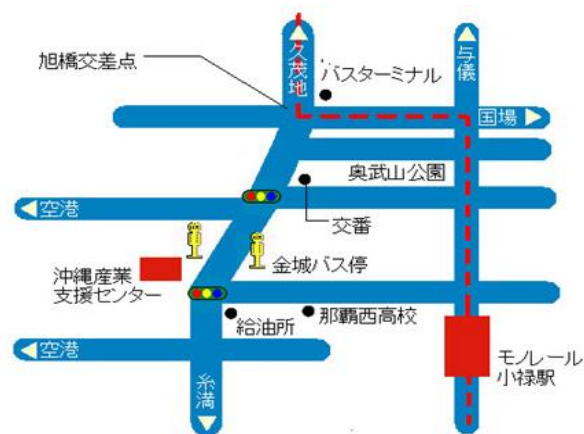 久茂地
与儀
旭橋交差点
バスターミナル
国場
奥武山公園
空港
交番
金城バス停
沖縄産業
支援センター
給油所
那覇西高校
モノレール
小禄駅
空港
糸満